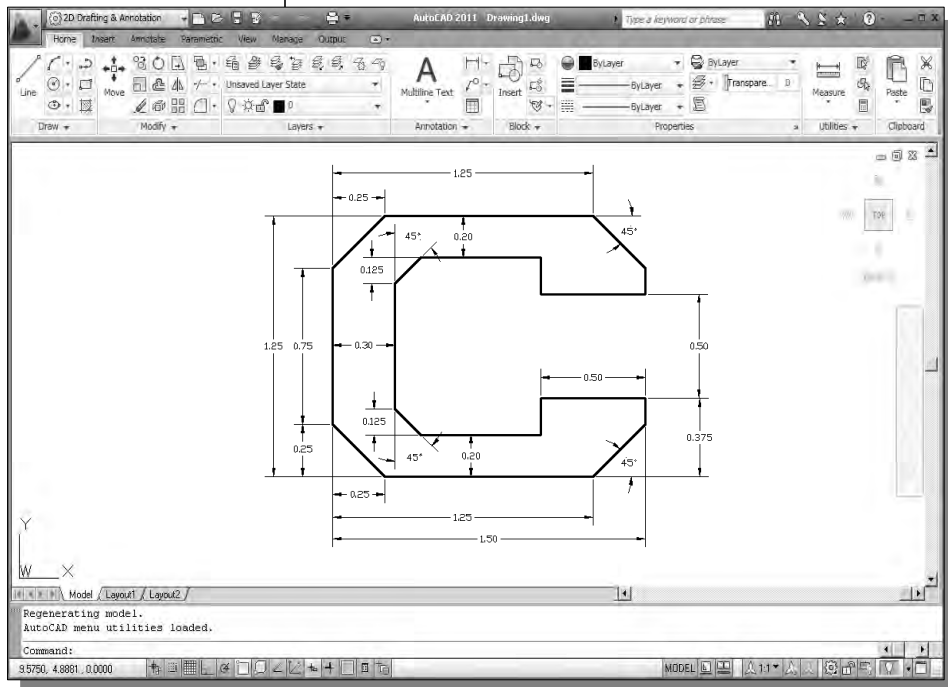 2D Drafting & Annotation
AutoCAD 2011 Drawing1.dwg
Type a keyword or phrase
Home Insert Annotate Parametric View Manage Output
Line
Move
Unsaved Layer State
0
A
Multiline Text
Insert
ByLayer
ByLayer
ByLayer
ByLayer
Transpare... 0
Measure
Paste
Draw
Modify
Layers
Annotation
Block
Properties
Utilities
Clipboard
TOP
1.25
0.25
45°
0.20
45°
0.125
1.25
0.75
0.30
0.50
0.50
0.125
0.25
45°
0.20
45°
0.375
0.25
1.25
1.50
Y
W X
Model Layout1 Layout2
Regenerating model.
AutoCAD menu utilities loaded.
Command:
9.5750, 4.8881, 0.0000
MODEL
1:1